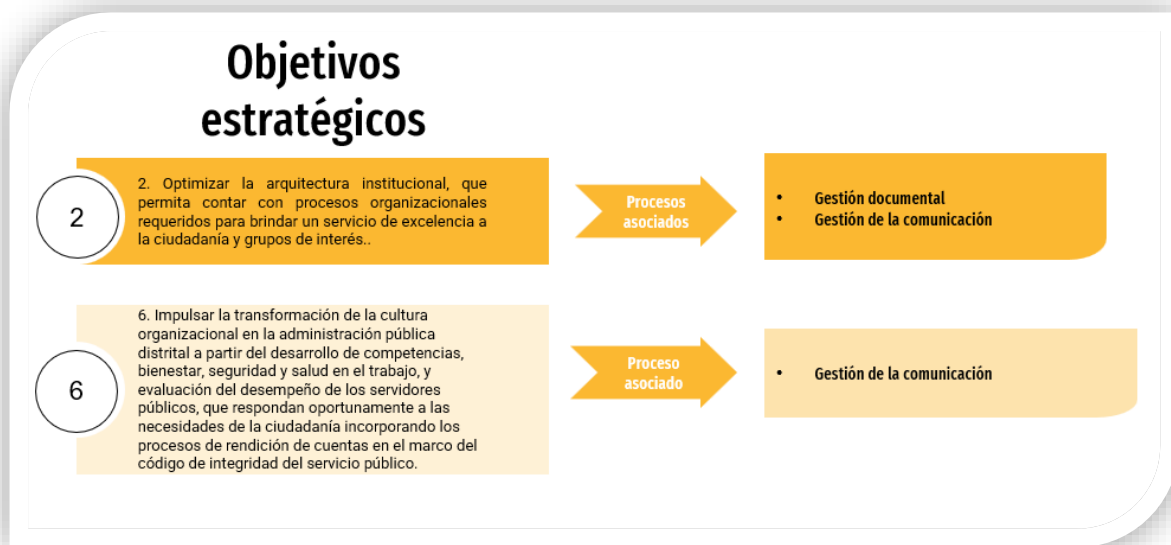 Objetivos
estratégicos
2
2. Optimizar la arquitectura institucional, que
permita contar con procesos organizacionales
requeridos para brindar un servicio de excelencia a
la ciudadanía y grupos de interés..
Procesos
asociados
• Gestión documental
• Gestión de la comunicación
6
6. Impulsar la transformación de la cultura
organizacional en la administración pública
distrital a partir del desarrollo de competencias,
bienestar, seguridad y salud en el trabajo, y
evaluación del desempeño de los servidores
públicos, que respondan oportunamente a las
necesidades de la ciudadanía incorporando los
procesos de rendición de cuentas en el marco del
código de integridad del servicio público.
Proceso
asociado
• Gestión de la comunicación